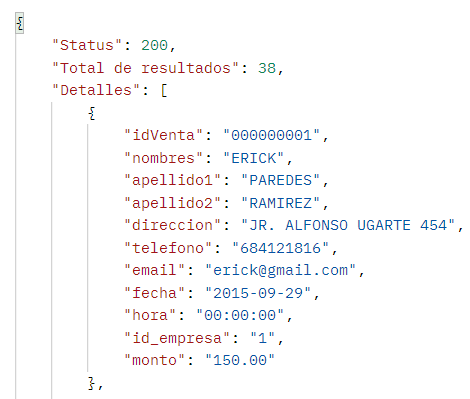 {
"Status": 200,
"Total de resultados": 38,
"Detalles": [
{
"idVenta": "000000001",
"nombres": "ERICK",
"apellido1": "PAREDES",
"apellido2": "RAMIREZ",
"direccion": "JR. ALFONSO UGARTE 454",
"telefono": "684121816",
"email": "erick@gmail.com",
"fecha": "2015-09-29",
"hora": "00:00:00",
"id_empresa": "1",
"monto": "150.00"
},